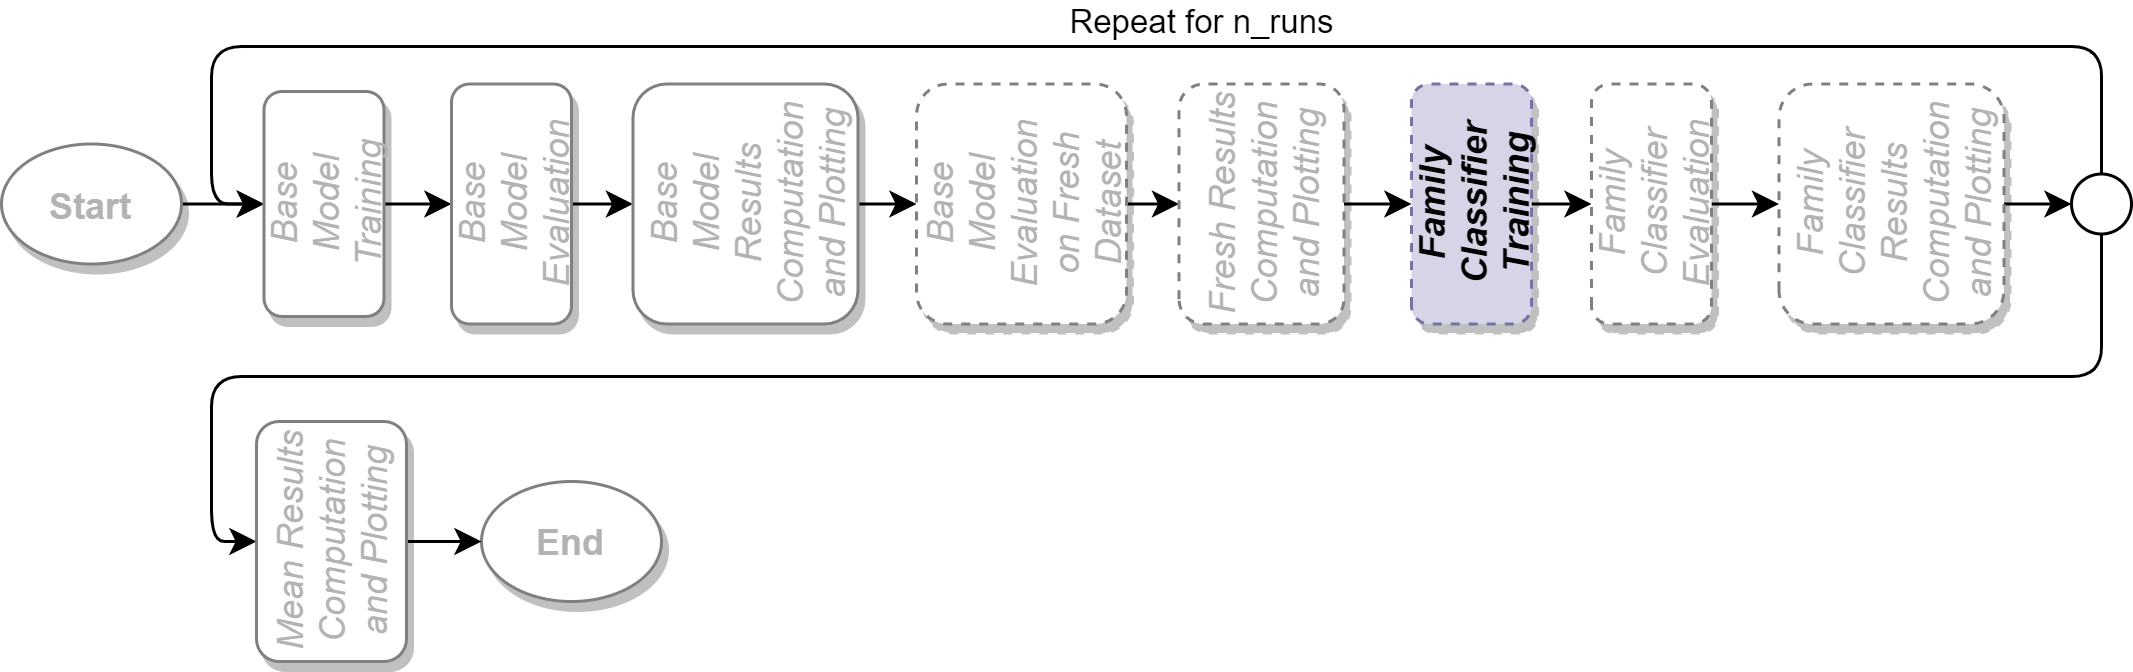 Repeat for n_runs
Start
Base
Model
Training
Base
Model
Evaluation
Base
Model
Results
Computation
and Plotting
Base
Model
Evaluation
on Fresh
Dataset
Fresh Results
Computation
and Plotting
Family
Classifier
Training
Family
Classifier
Evaluation
Family
Classifier
Results
Computation
and Plotting
Mean Results
Computation
and Plotting
End